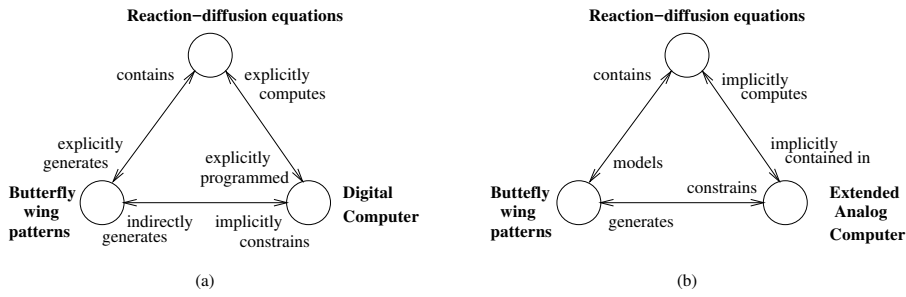 Reaction−diffusion equations
contains
explicitly
computes
explicitly
generates
explicitly
programmed
Butterfly
wing
patterns
Digital
Computer
indirectly
generates
implicitly
constrains
(a)
Reaction−diffusion equations
contains
implicitly
computes
implicitly
contained in
models
constrains
Buttefly
wing
patterns
Extended
Analog
Computer
generates
(b)